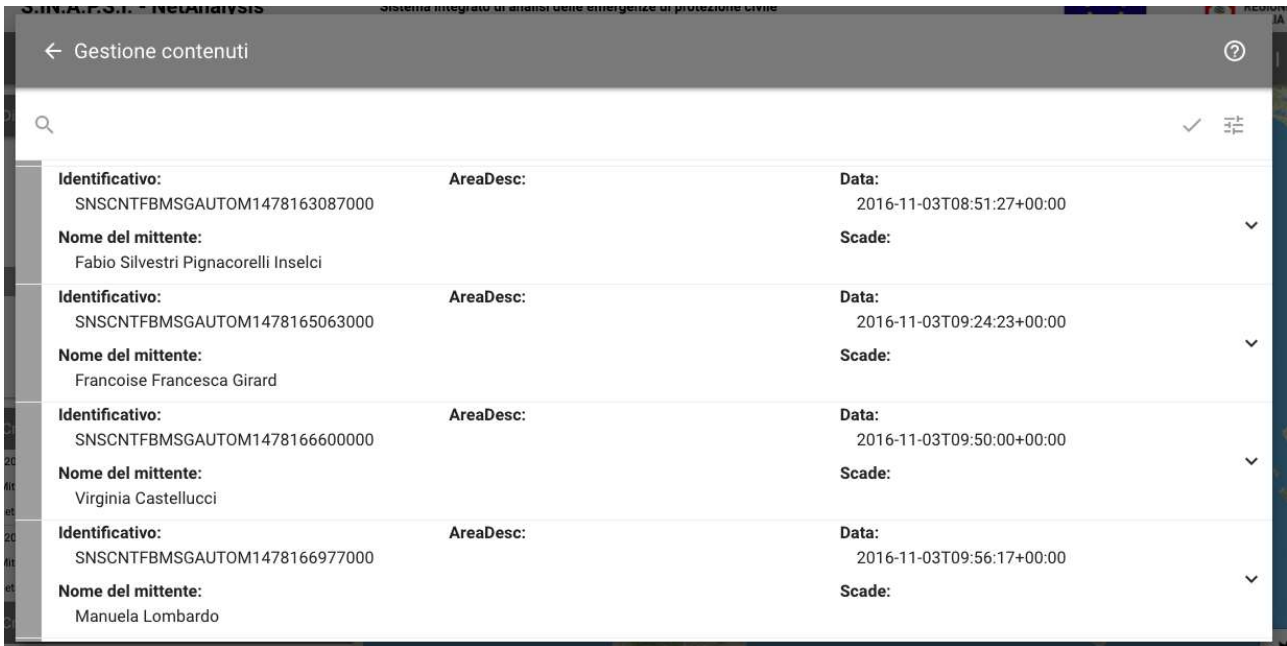 S.IN.A.P.S.I. - NetAnalysis
Sistema integrato di analisi delle emergenze di protezione civile
Gestione contenuti
Identificativo: AreaDesc: Data:
SNSCNTFBMSGAUTOM1478163087000 2016-11-03T08:51:27+00:00
Nome del mittente: Scade:
Fabio Silvestri Pignacorelli Inselci
Identificativo: AreaDesc: Data:
SNSCNTFBMSGAUTOM1478165063000 2016-11-03T09:24:23+00:00
Nome del mittente: Scade:
Francoise Francesca Girard
Identificativo: AreaDesc: Data:
SNSCNTFBMSGAUTOM1478166600000 2016-11-03T09:50:00+00:00
Nome del mittente: Scade:
Virginia Castellucci
Identificativo: AreaDesc: Data:
SNSCNTFBMSGAUTOM1478166977000 2016-11-03T09:56:17+00:00
Nome del mittente: Scade:
Manuela Lombardo